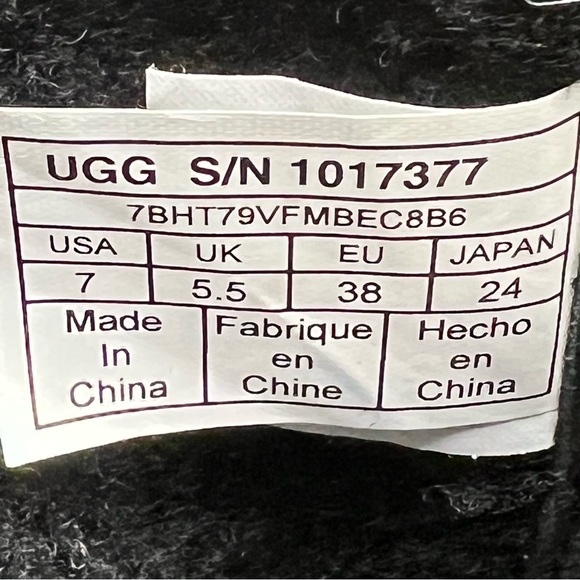 UGG S/N 1017377
7BHT79VFMBEC8B6
USA UK EU JAPAN
7 5.5 38 24
Made Fabrique Hecho
In en en
China Chine China